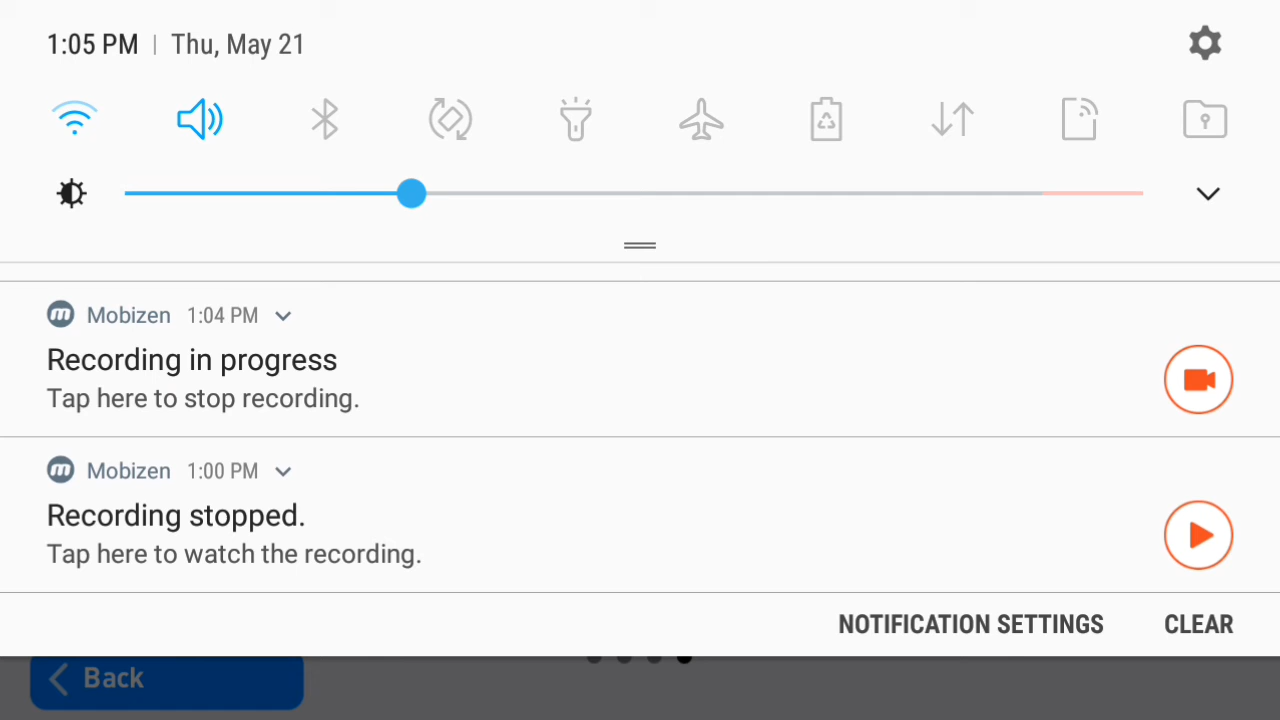 1:05 PM | Thu, May 21
Mobizen 1:04 PM
Recording in progress
Tap here to stop recording.
Mobizen 1:00 PM
Recording stopped.
Tap here to watch the recording.
NOTIFICATION SETTINGS CLEAR
Back